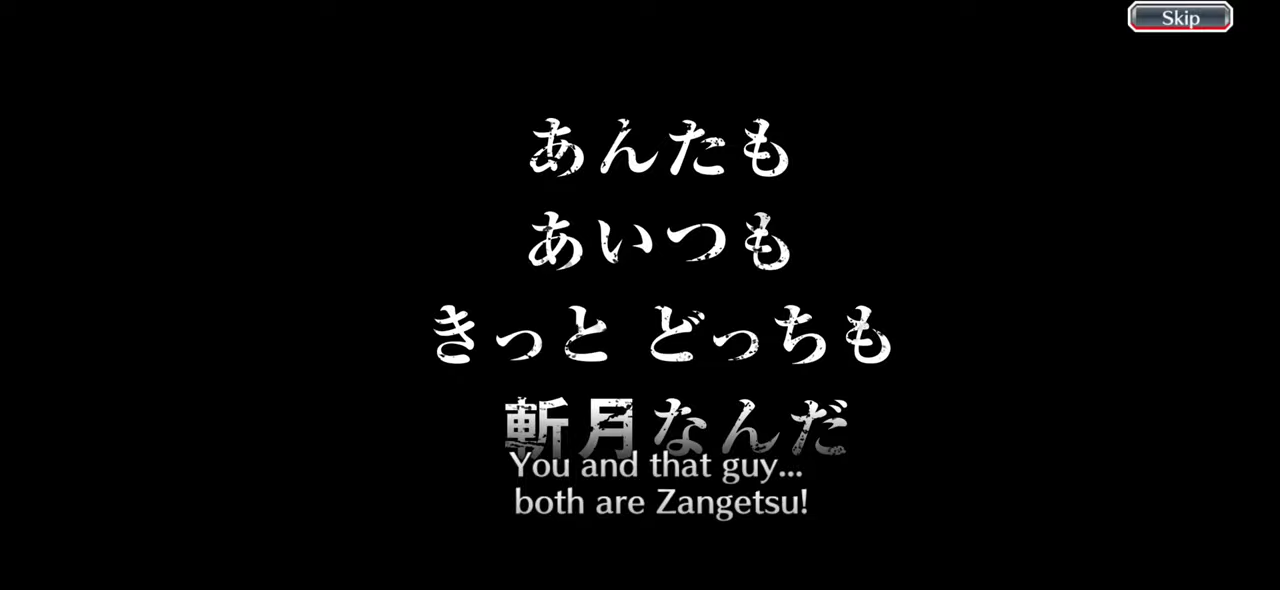 Skip
あんたも
あいつも
きっと どっちも
斬月なんだ
You and that guy...
both are Zangetsu!